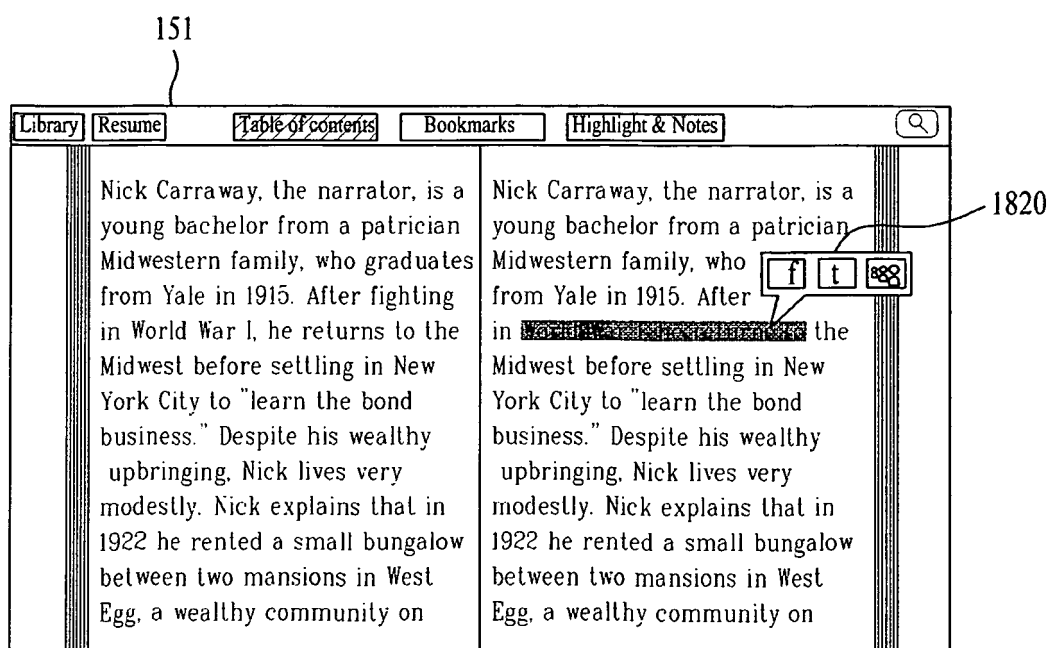 151
Library Resume Table of contents Bookmarks Highlight & Notes
Nick Carraway, the narrator, is a
young bachelor from a patrician
Midwestern family, who graduates
from Yale in 1915. After fighting
in World War I, he returns to the
Midwest before settling in New
York City to "learn the bond
business." Despite his wealthy
upbringing, Nick lives very
modestly. Nick explains that in
1922 he rented a small bungalow
between two mansions in West
Egg, a wealthy community on
Nick Carraway, the narrator, is a
young bachelor from a patrician
Midwestern family, who
from Yale in 1915. After
in World War I, he returns to the
Midwest before settling in New
York City to "learn the bond
business." Despite his wealthy
upbringing, Nick lives very
modestly. Nick explains that in
1922 he rented a small bungalow
between two mansions in West
Egg, a wealthy community on
f t
1820